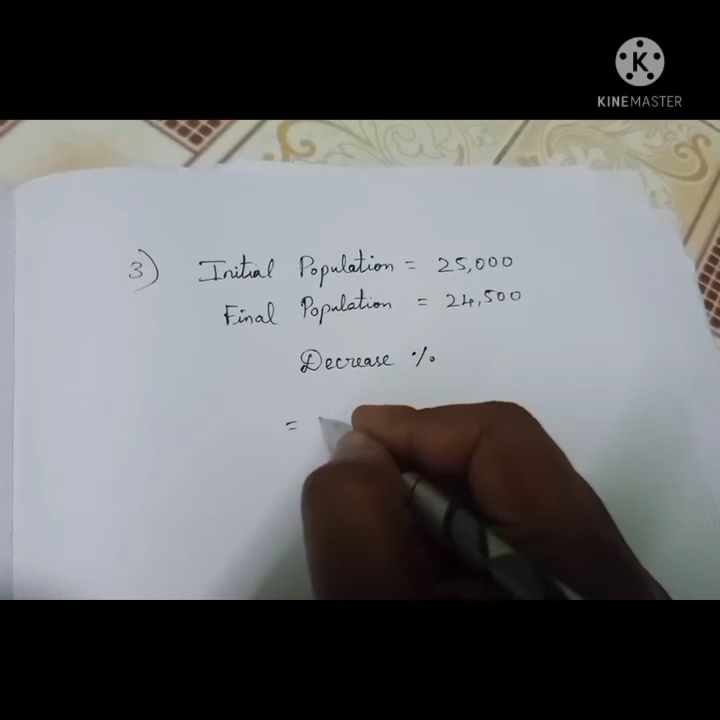 KINEMASTER
3) Initial Population = 25,000
Final Population = 24,500
Decrease %
=